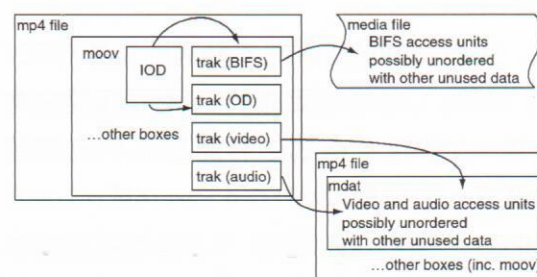 mp4 file
moov
IOD
trak (BIFS)
trak (OD)
...other boxes
trak (video)
trak (audio)
media file
BIFS access units
possibly unordered
with other unused data
mp4 file
mdat
Video and audio access units
possibly unordered
with other unused data
...other boxes (inc. moov)